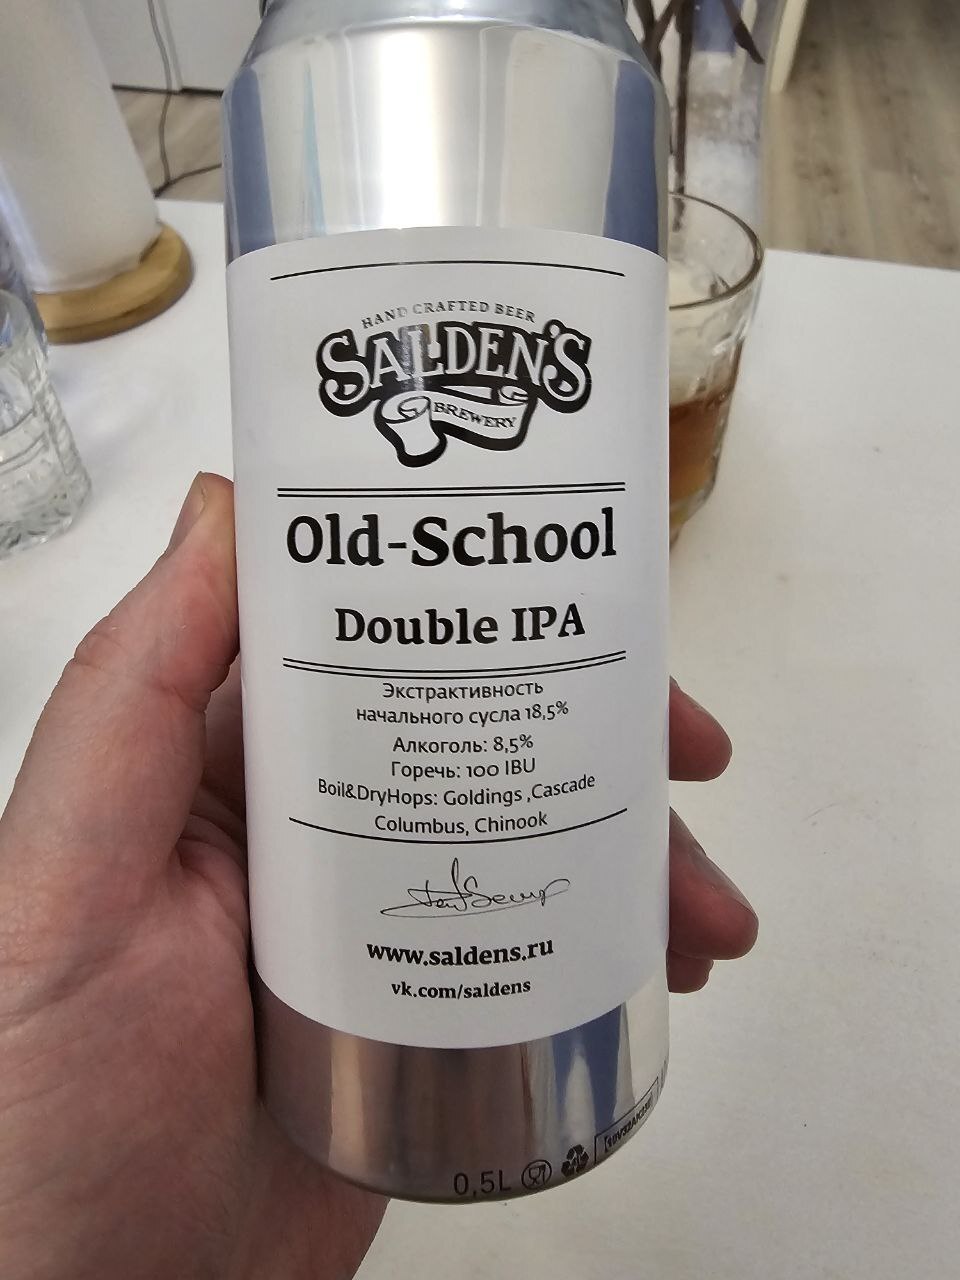 HAND CRAFTED BEER
SALDEN'S
BREWERY
Old-School
Double IPA
Экстрактивность
начального сусла 18,5%
Алкоголь: 8,5%
Горечь: 100 IBU
Boil&DryHops: Goldings ,Cascade
Columbus, Chinook
www.saldens.ru
vk.com/saldens
0,5L